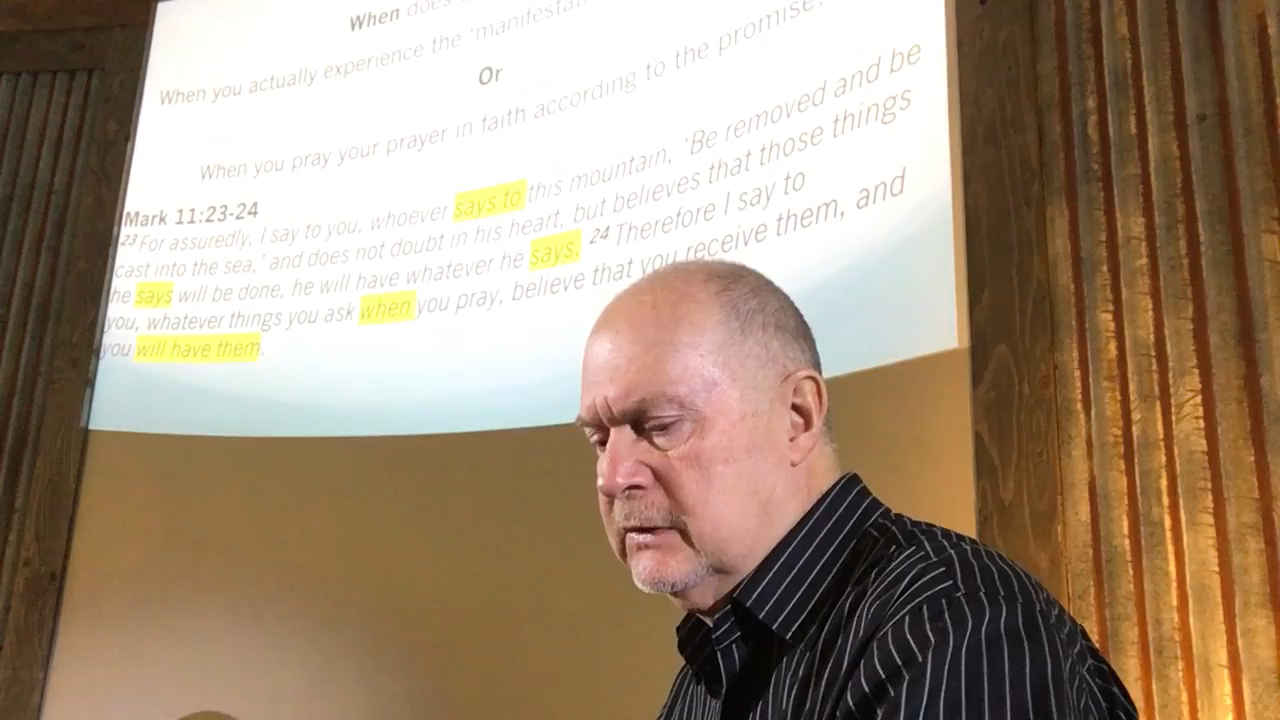 When does
When you actually experience the 'manifestat
Or
When you pray your prayer in faith according to the promise.
Mark 11:23-24
23 For assuredly, I say to you, whoever says to this mountain, 'Be removed and be
cast into the sea,' and does not doubt in his heart, but believes that those things
he says will be done, he will have whatever he says. 24 Therefore I say to
you, whatever things you ask when you pray, believe that you receive them, and
you will have them.